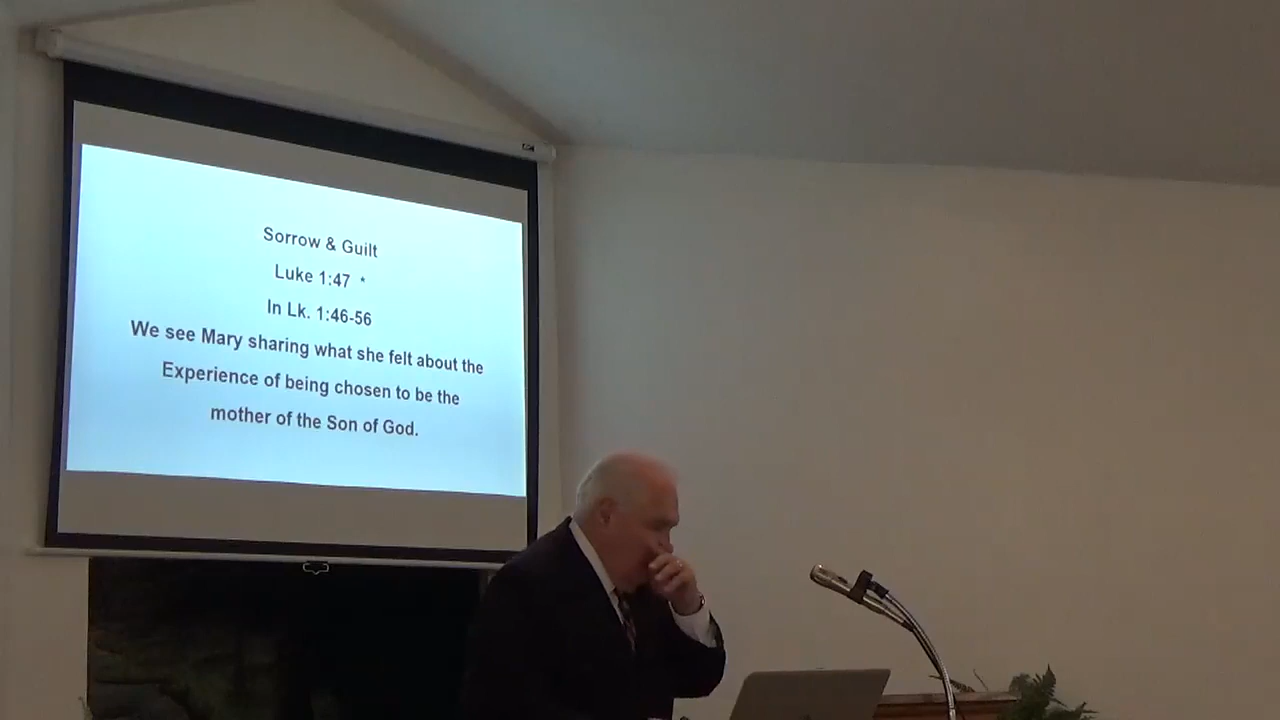 Sorrow & Guilt
Luke 1:47 *
In Lk. 1:46-56
We see Mary sharing what she felt about the
Experience of being chosen to be the
mother of the Son of God.